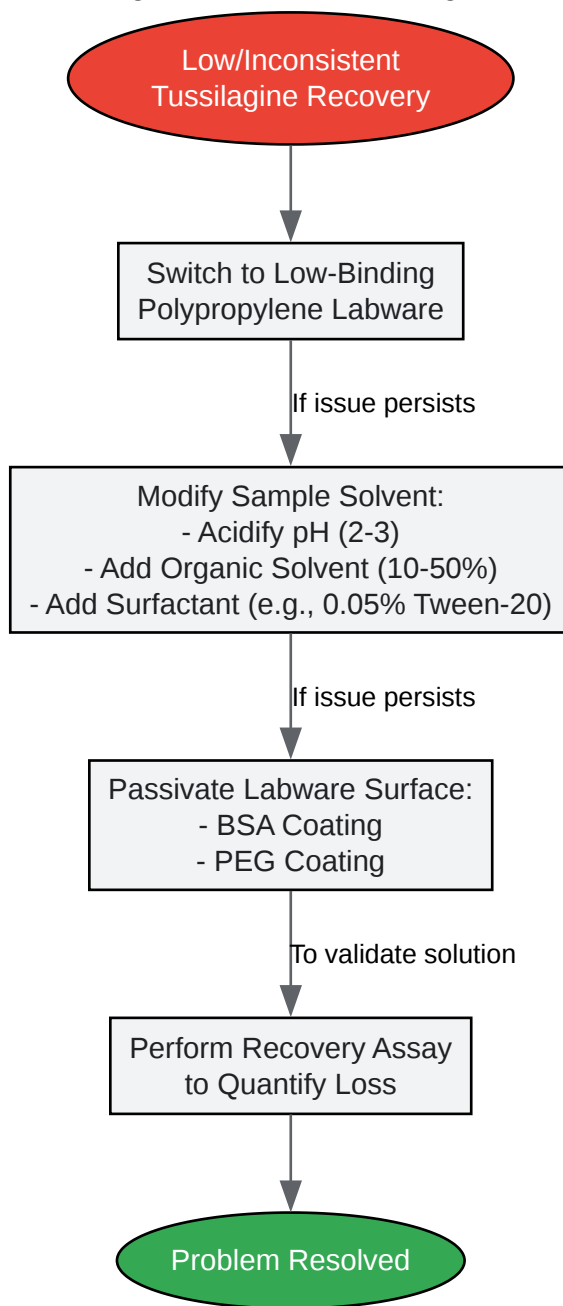 Low/Inconsistent
Tussilagine Recovery
Switch to Low-Binding
Polypropylene Labware
If issue persists
Modify Sample Solvent:
- Acidify pH (2-3)
- Add Organic Solvent (10-50%)
- Add Surfactant (e.g., 0.05% Tween-20)
If issue persists
Passivate Labware Surface:
- BSA Coating
- PEG Coating
To validate solution
Perform Recovery Assay
to Quantify Loss
Problem Resolved